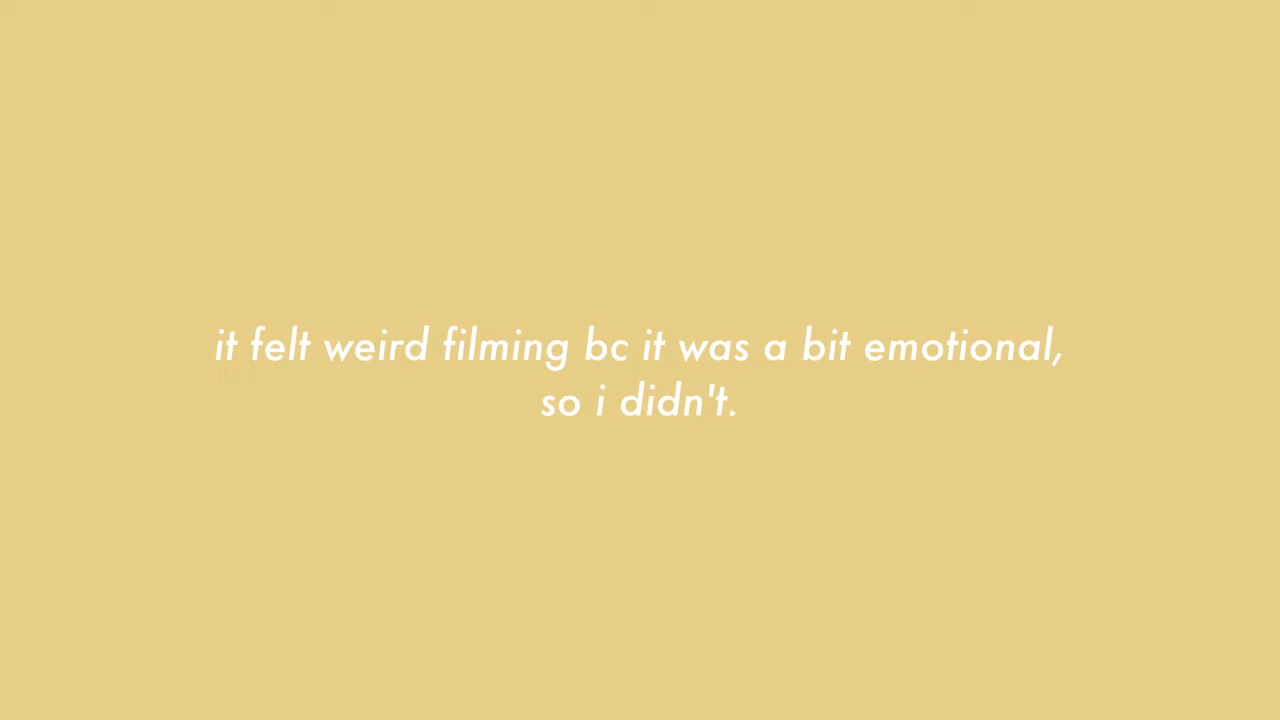 it felt weird filming bc it was a bit emotional,
so i didn't.